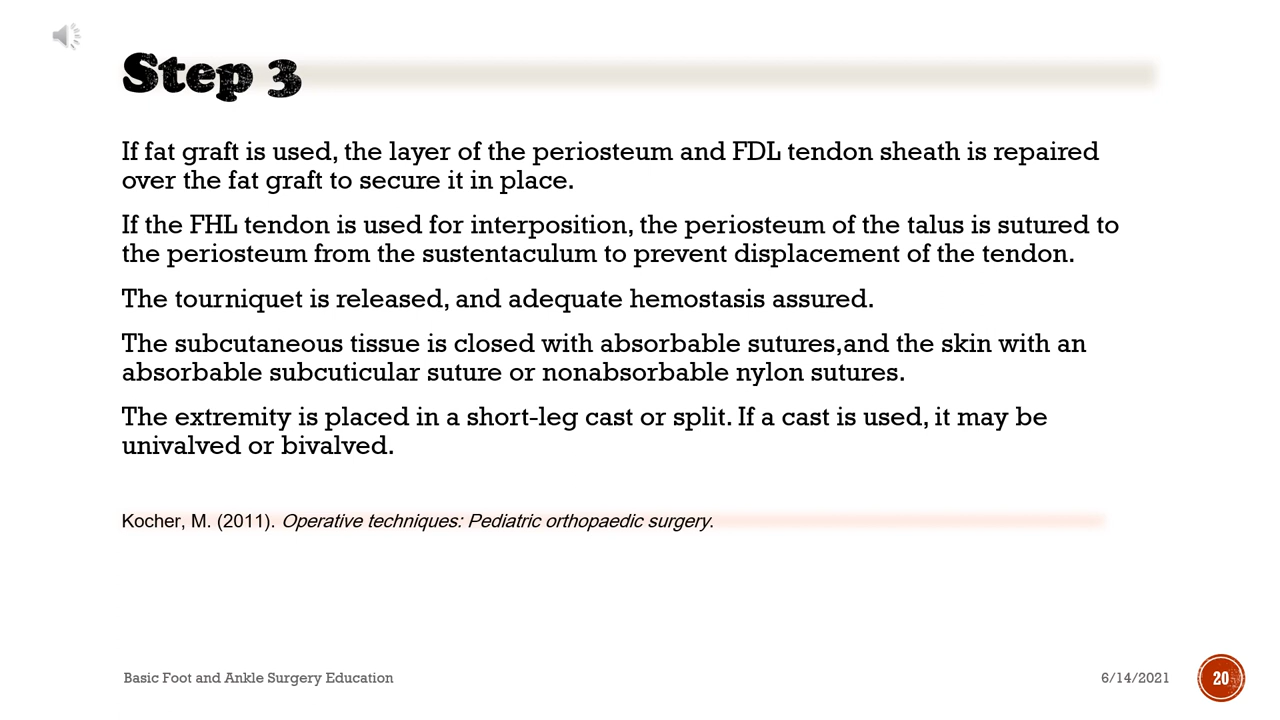 Step 3
If fat graft is used, the layer of the periosteum and FDL tendon sheath is repaired
over the fat graft to secure it in place.
If the FHL tendon is used for interposition, the periosteum of the talus is sutured to
the periosteum from the sustentaculum to prevent displacement of the tendon.
The tourniquet is released, and adequate hemostasis assured.
The subcutaneous tissue is closed with absorbable sutures,and the skin with an
absorbable subcuticular suture or nonabsorbable nylon sutures.
The extremity is placed in a short-leg cast or split. If a cast is used, it may be
univalved or bivalved.
Kocher, M. (2011). Operative techniques: Pediatric orthopaedic surgery.
Basic Foot and Ankle Surgery Education
6/14/2021
20